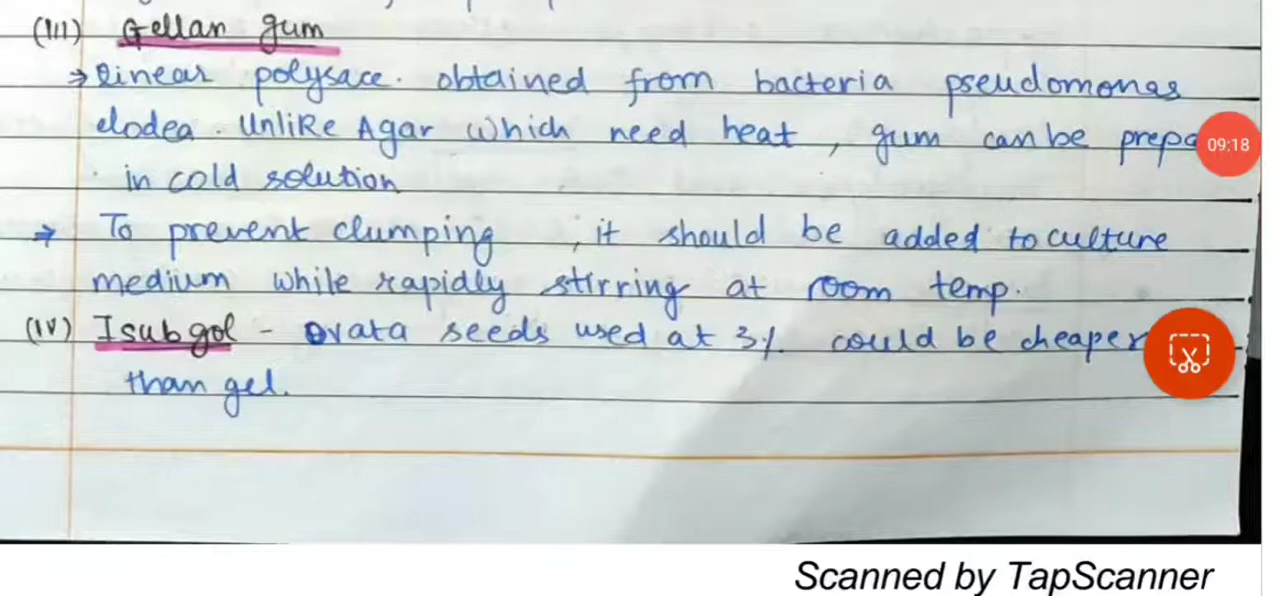 (III) Gellan gum
→ Linear polysacc. obtained from bacteria pseudomonas
elodea. Unlike Agar which need heat, gum can be prepa
in cold solution
→ To prevent clumping, it should be added to culture
medium while rapidly stirring at room temp.
(IV) Isubgol - Ovata seeds used at 3% could be cheaper
than gel.
09:18
Scanned by TapScanner